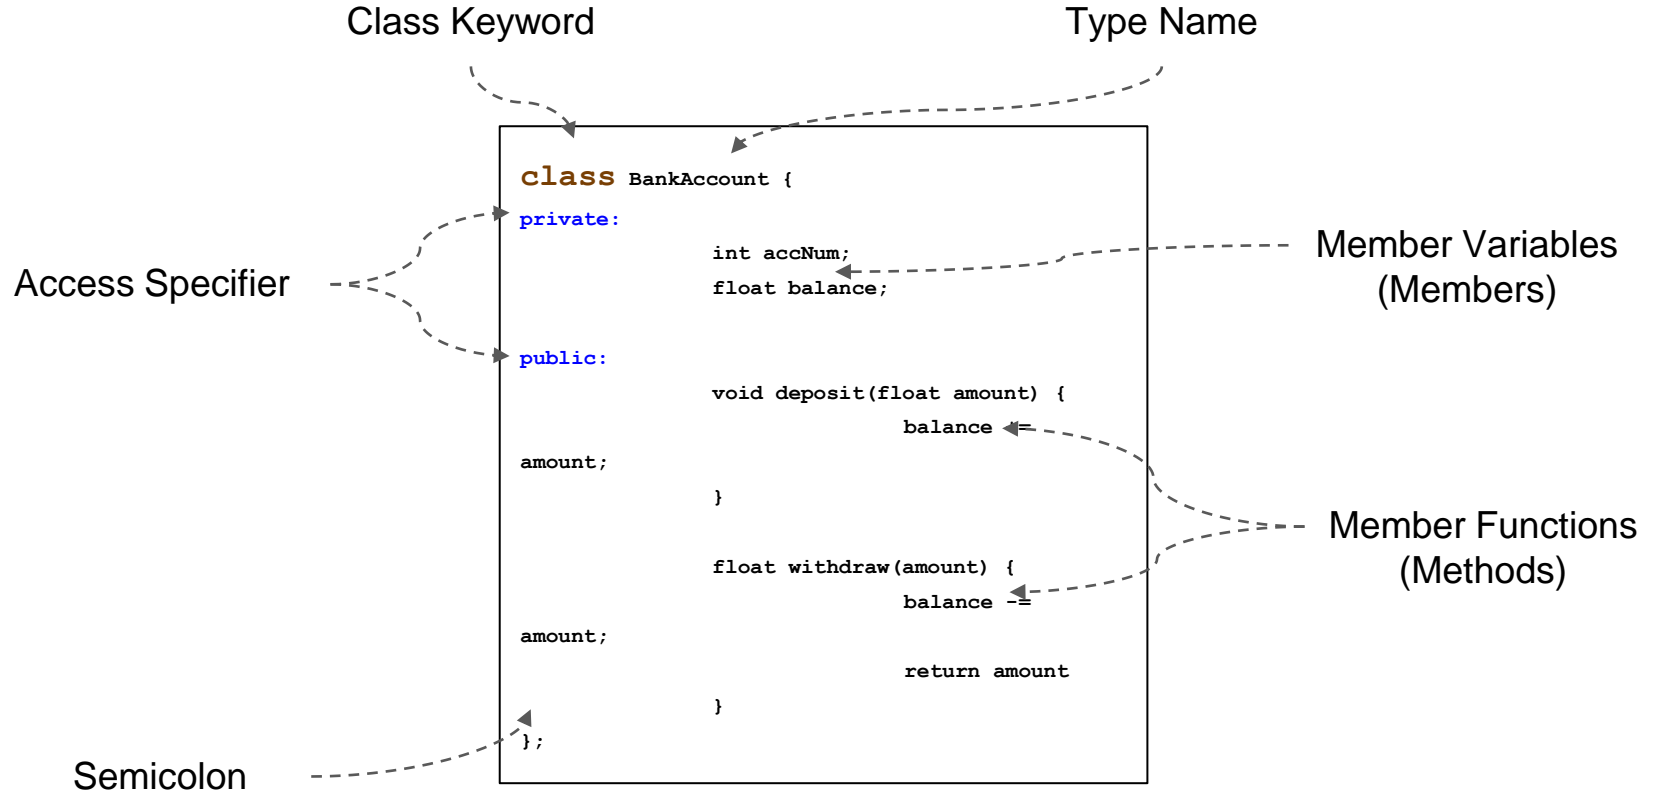 Class Keyword
Type Name
class BankAccount {
private:
int accNum;
float balance;
public:
void deposit(float amount) {
balance +=
amount;
}
float withdraw(amount) {
balance -=
amount;
return amount
}
};
Access Specifier
Member Variables
(Members)
Member Functions
(Methods)
Semicolon